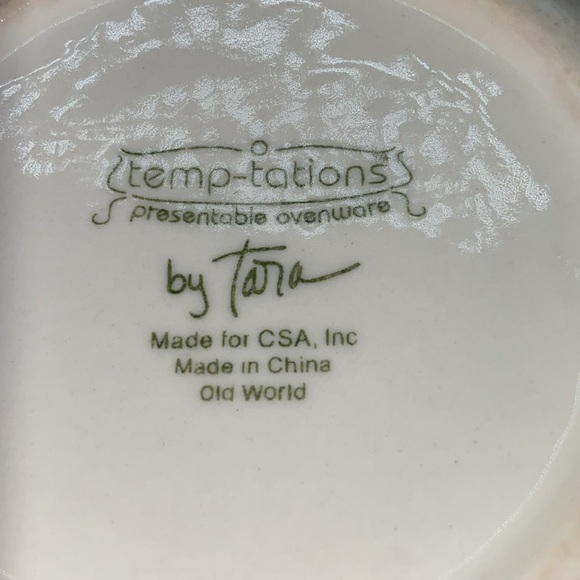 temp-tations
presentable ovenware
by Tara
Made for CSA, Inc
Made in China
Old World